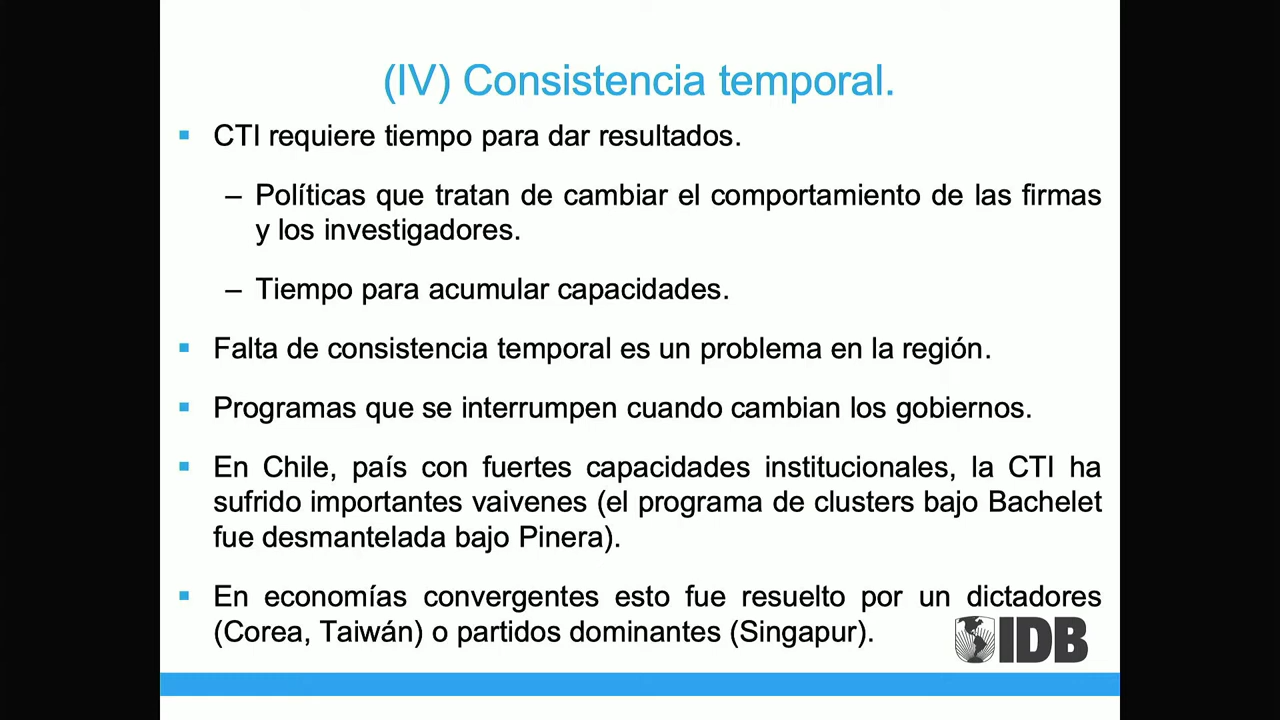 (IV) Consistencia temporal.
▪ CTI requiere tiempo para dar resultados.
– Políticas que tratan de cambiar el comportamiento de las firmas
y los investigadores.
– Tiempo para acumular capacidades.
▪ Falta de consistencia temporal es un problema en la región.
▪ Programas que se interrumpen cuando cambian los gobiernos.
▪ En Chile, país con fuertes capacidades institucionales, la CTI ha
sufrido importantes vaivenes (el programa de clusters bajo Bachelet
fue desmantelada bajo Pinera).
▪ En economías convergentes esto fue resuelto por un dictadores
(Corea, Taiwán) o partidos dominantes (Singapur).
IDB